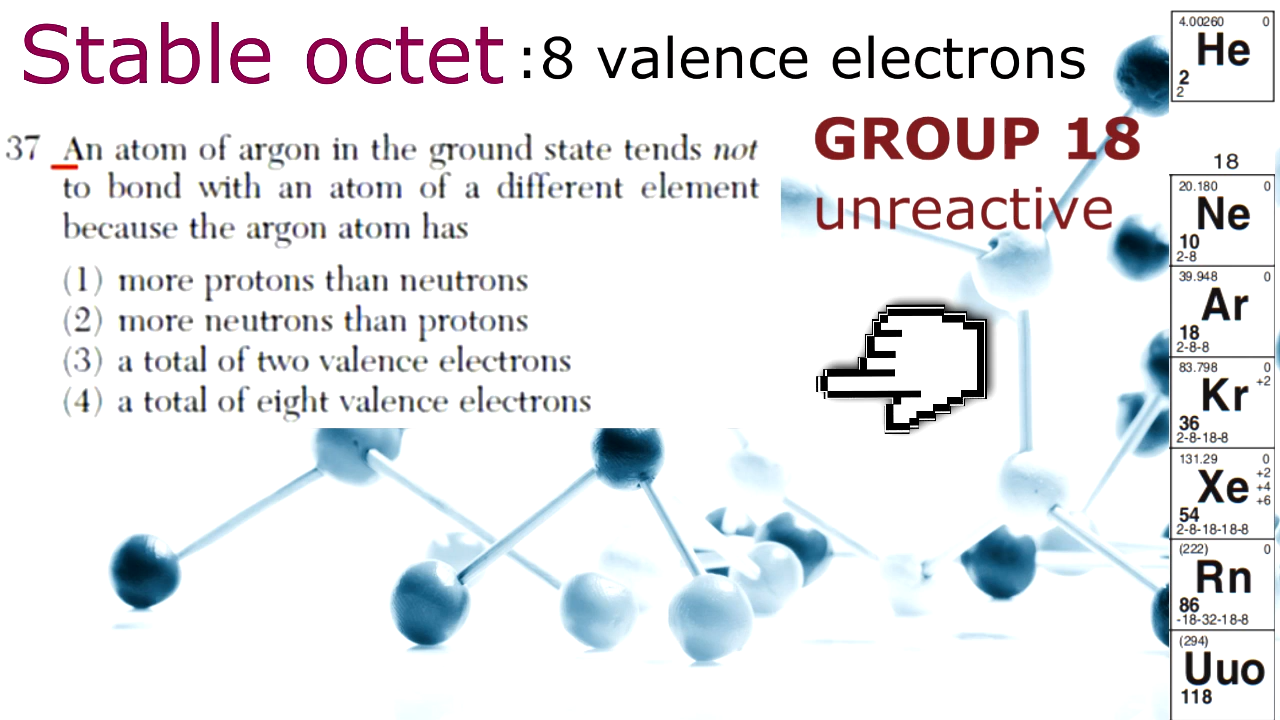 Stable octet :8 valence electrons
GROUP 18
unreactive
37 An atom of argon in the ground state tends not
to bond with an atom of a different element
because the argon atom has
(1) more protons than neutrons
(2) more neutrons than protons
(3) a total of two valence electrons
(4) a total of eight valence electrons
4.00260 0
He
2
2
18
20.180 0
Ne
10
2-8
39.948 0
Ar
18
2-8-8
83.798 0
Kr +2
36
2-8-18-8
131.29 0
Xe +2
+4
+6
54
2-8-18-18-8
(222) 0
Rn
86
-18-32-18-8
(294)
Uuo
118